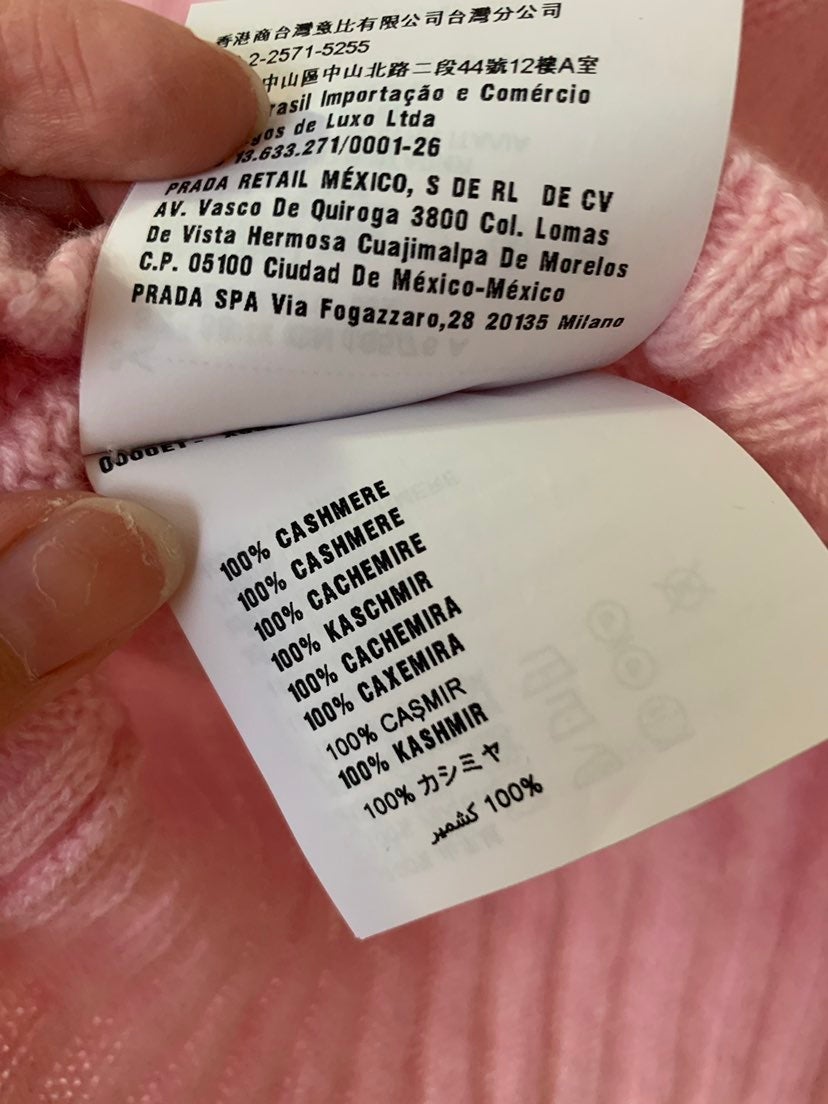 香港商台灣意比有限公司台灣分公司
2-2571-5255
中山區中山北路二段44號12樓A室
rasil Importação e Comércio
gos de Luxo Ltda
13.633.271/0001-26
PRADA RETAIL MÉXICO, S DE RL DE CV
AV. Vasco De Quiroga 3800 Col. Lomas
De Vista Hermosa Cuajimalpa De Morelos
C.P. 05100 Ciudad De México-México
PRADA SPA Via Fogazzaro,28 20135 Milano
100% CASHMERE
100% CASHMERE
100% CACHEMIRE
100% KASCHMIR
100% CACHEMIRA
100% CAXEMIRA
100% CAŞMIR
100% KASHMIR
100% カシミヤ
100% كشمير